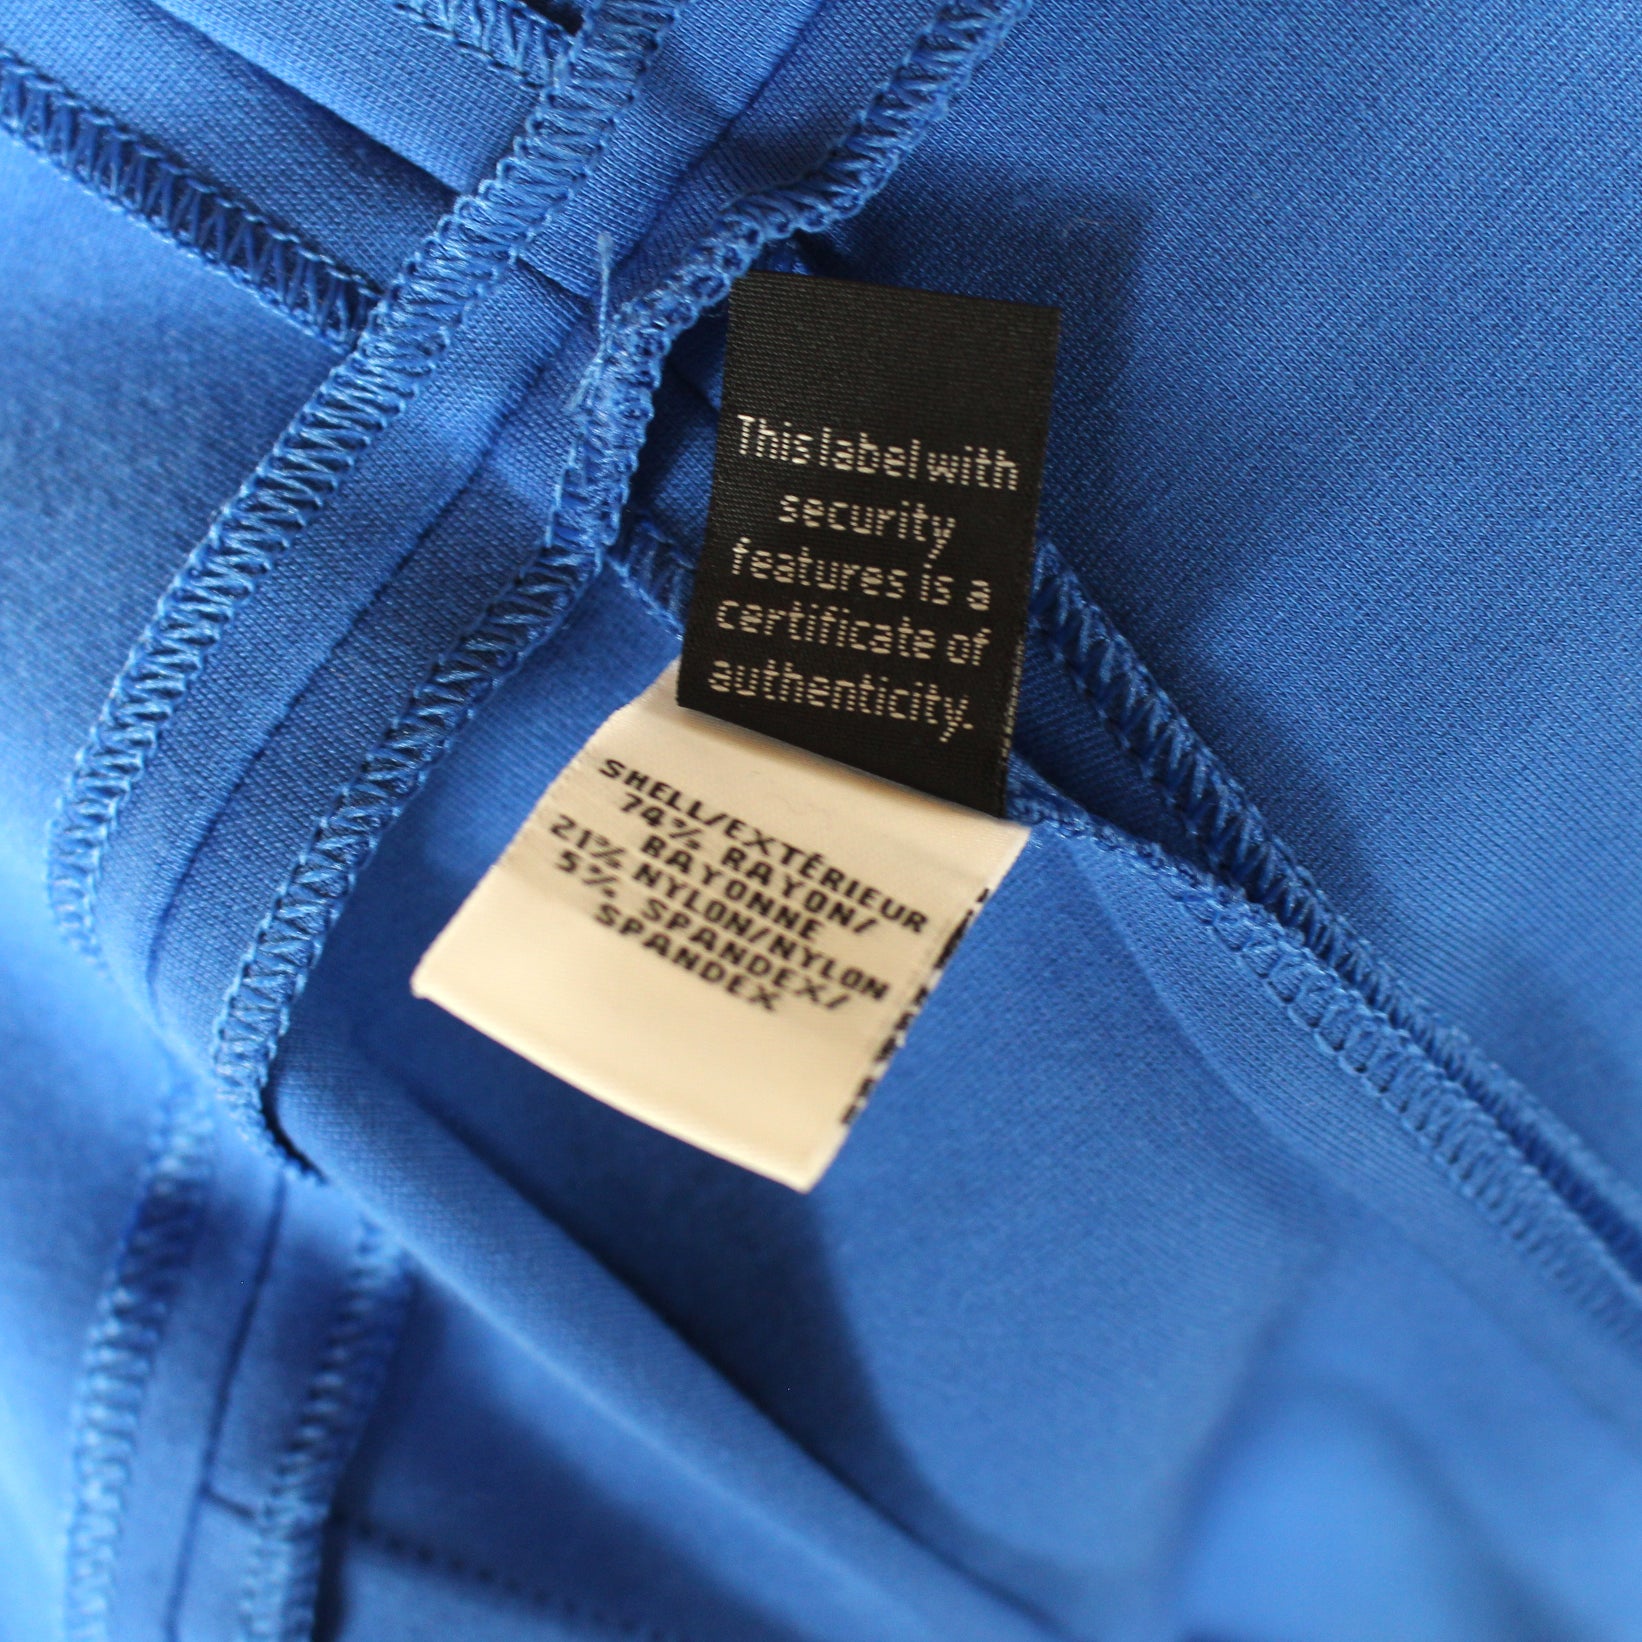 This label with
security
features is a
certificate of
authenticity.
SHELL/EXTÉRIEUR
74% RAYON/
RAYONNE
21% NYLON/NYLON
5% SPANDEX/
SPANDEX